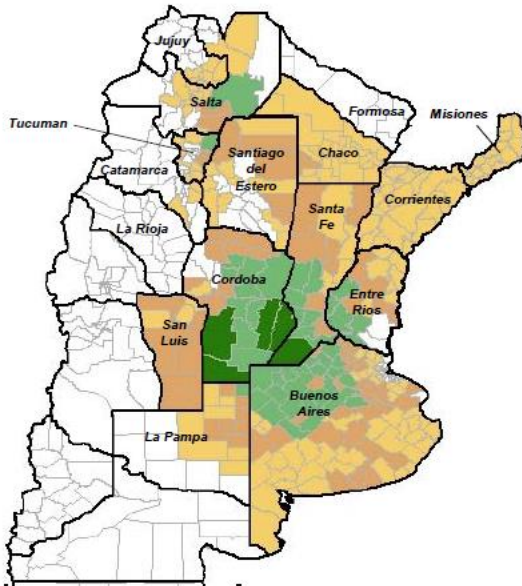 Jujuy
Salta
Formosa
Misiones
Tucuman
Santiago
del
Estero
Chaco
Catamarca
Corrientes
La Rioja
Santa
Fe
Cordoba
Entre
Rios
San
Luis
Buenos
Aires
La Pampa